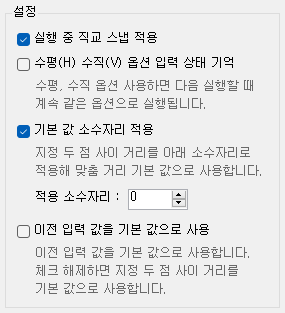 설정
실행 중 직교 스냅 적용
수평(H) 수직(V) 옵션 입력 상태 기억
수평, 수직 옵션 사용하면 다음 실행할 때
계속 같은 옵션으로 실행됩니다.
기본 값 소수자리 적용
지정 두 점 사이 거리를 아래 소수자리로
적용해 맞춤 거리 기본 값으로 사용합니다.
적용 소수자리 : 0
이전 입력 값을 기본 값으로 사용
이전 입력 값을 기본 값으로 사용합니다.
체크 해제하면 지정 두 점 사이 거리를
기본 값으로 사용합니다.